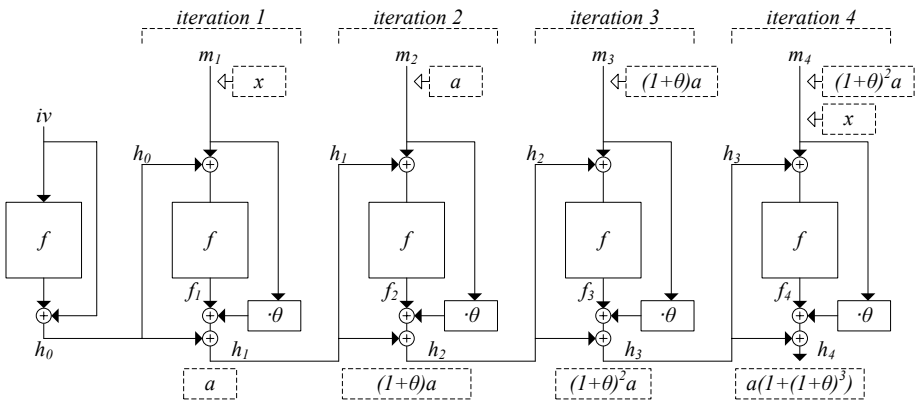 iteration 1 iteration 2 iteration 3 iteration 4
m₁ m₂ m₃ m₄
x a (1+θ)a (1+θ)²a
x
iv
h₀ h₁ h₂ h₃
f f f f f
f₁ f₂ f₃ f₄
·θ ·θ ·θ ·θ
h₀ h₁ h₂ h₃ h₄
a (1+θ)a (1+θ)²a a(1+(1+θ)³)